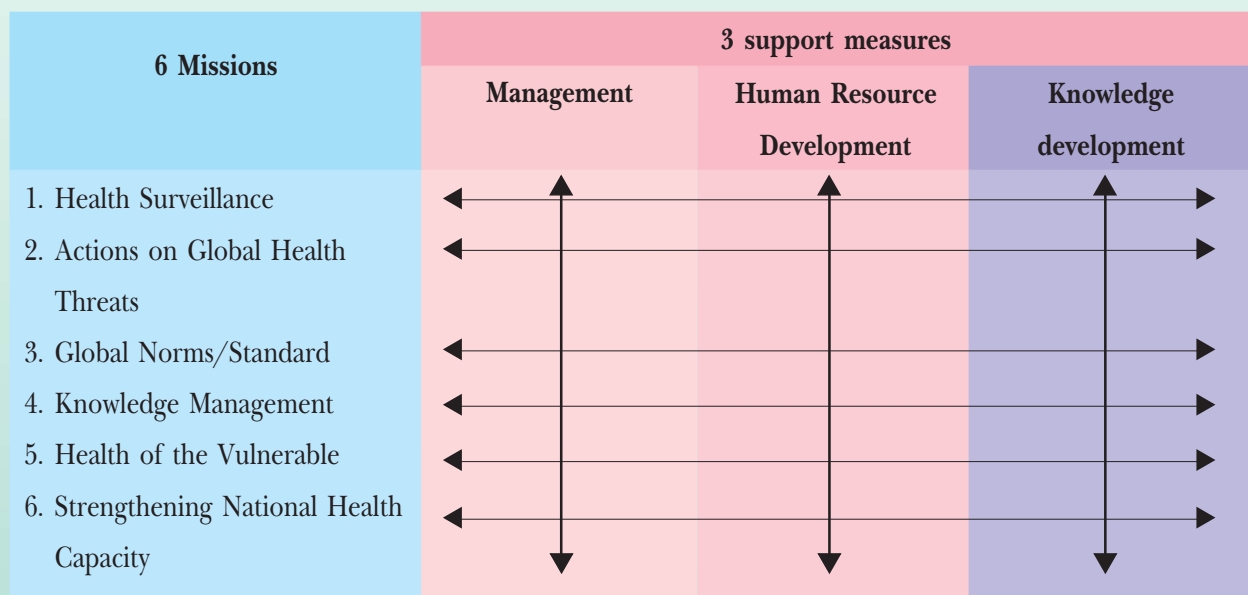 6 Missions
3 support measures
Management
Human Resource
Development
Knowledge
development
1. Health Surveillance
2. Actions on Global Health
Threats
3. Global Norms/Standard
4. Knowledge Management
5. Health of the Vulnerable
6. Strengthening National Health
Capacity